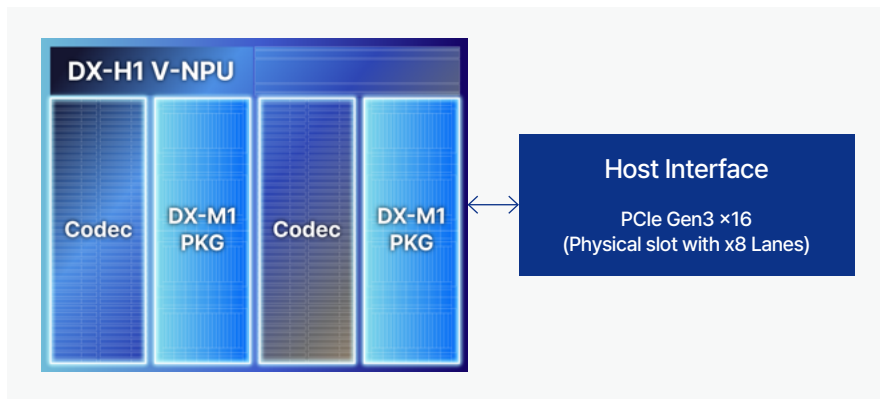 DX-H1 V-NPU
Codec
DX-M1
PKG
Codec
DX-M1
PKG
Host Interface
PCIe Gen3 ×16
(Physical slot with x8 Lanes)